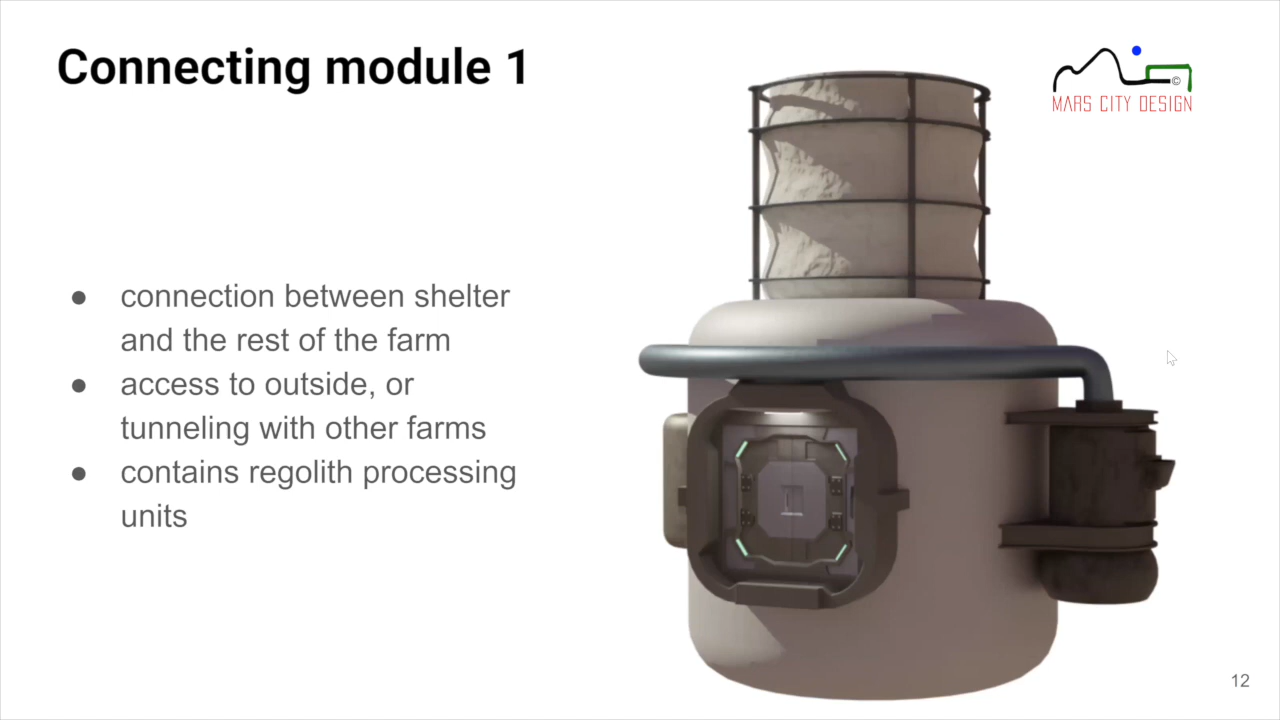 Connecting module 1
MARS CITY DESIGN
©
● connection between shelter
and the rest of the farm
● access to outside, or
tunneling with other farms
● contains regolith processing
units
12